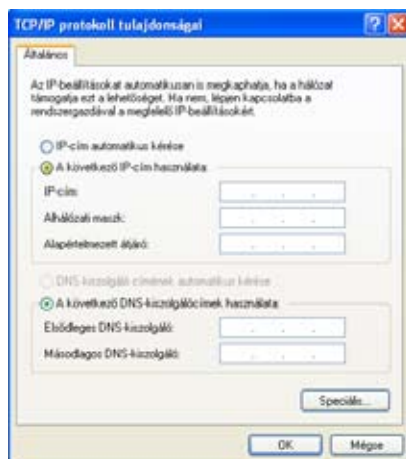 TCP/IP protokoll tulajdonságai
Általános
Az IP-beállításokat automatikusan is megkaphatja, ha a hálózat
támogatja ezt a lehetőséget. Ha nem, lépjen kapcsolatba a
rendszergazdával a megfelelő IP-beállításokért.
IP-cím automatikus kérése
A következő IP-cím használata:
IP-cím:
Alhálózati maszk:
Alapértelmezett átjáró:
DNS-kiszolgáló címének automatikus kérése
A következő DNS-kiszolgálócímek használata:
Elsődleges DNS-kiszolgáló:
Másodlagos DNS-kiszolgáló:
Speciális...
OK
Mégse